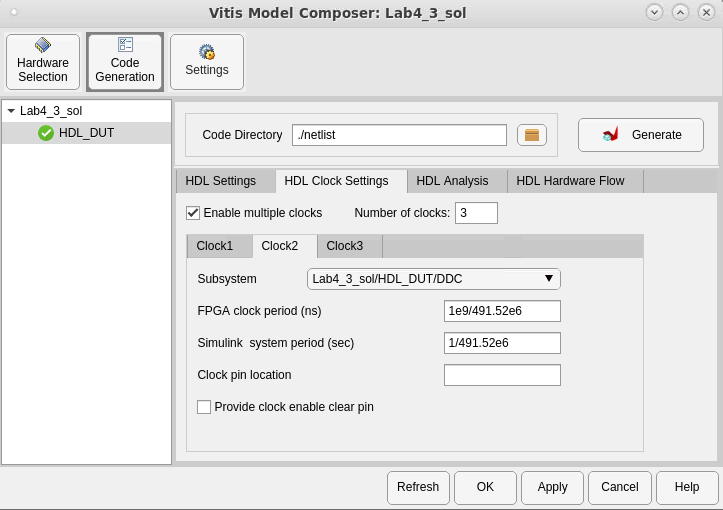 Vitis Model Composer: Lab4_3_sol
Hardware
Selection
Code
Generation
Settings
Lab4_3_sol
HDL_DUT
Code Directory ./netlist Generate
HDL Settings HDL Clock Settings HDL Analysis HDL Hardware Flow
Enable multiple clocks Number of clocks: 3
Clock1 Clock2 Clock3
Subsystem Lab4_3_sol/HDL_DUT/DDC
FPGA clock period (ns) 1e9/491.52e6
Simulink system period (sec) 1/491.52e6
Clock pin location
Provide clock enable clear pin
Refresh OK Apply Cancel Help